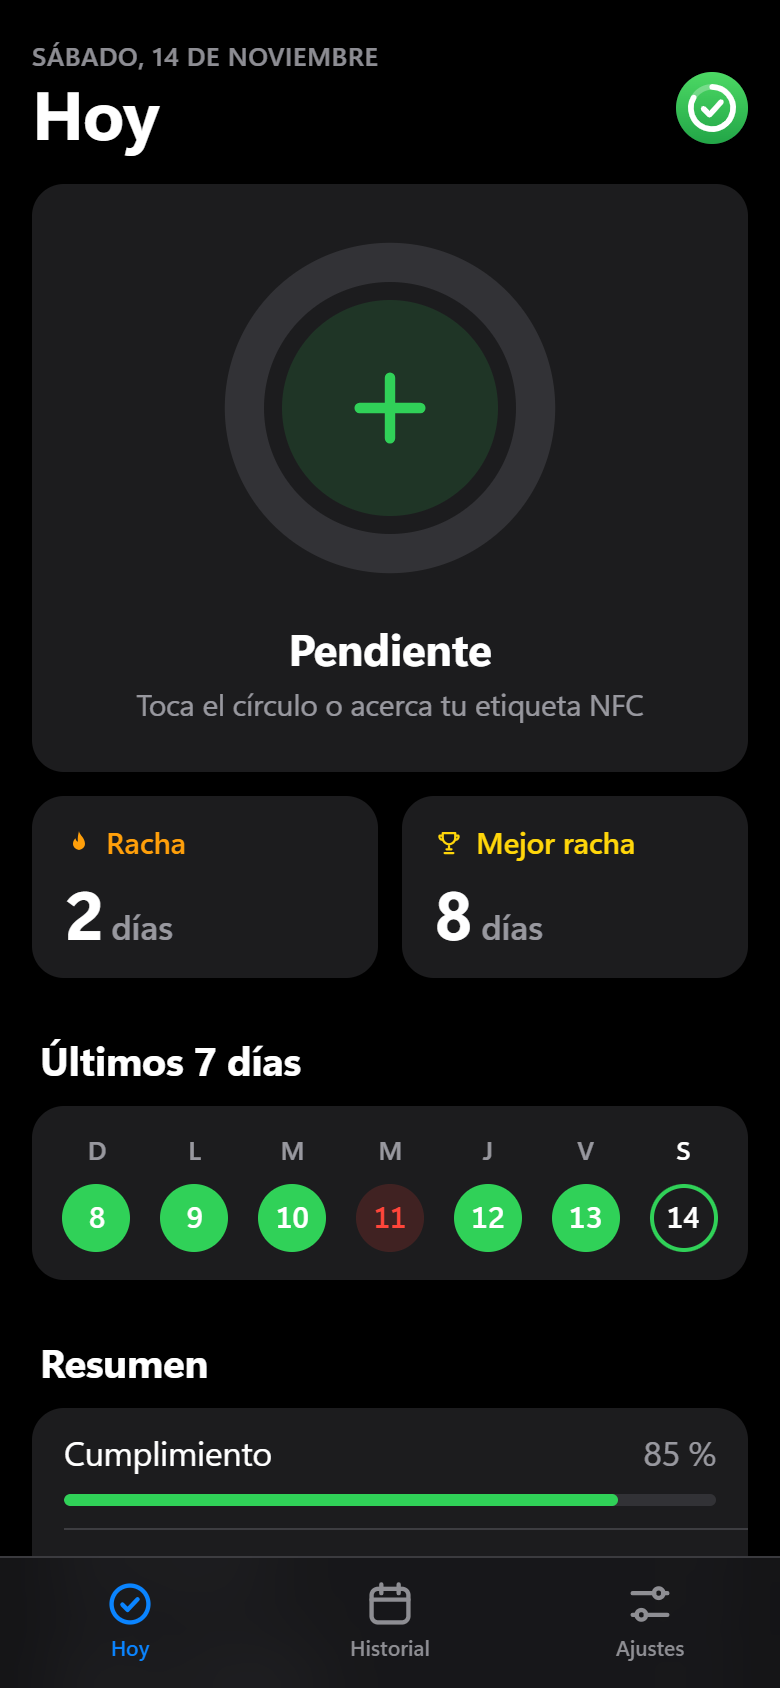 SÁBADO, 14 DE NOVIEMBRE
Hoy
Pendiente
Toca el círculo o acerca tu etiqueta NFC
Racha
2 días
Mejor racha
8 días
Últimos 7 días
D L M M J V S
8 9 10 11 12 13 14
Resumen
Cumplimiento 85 %
Hoy Historial Ajustes